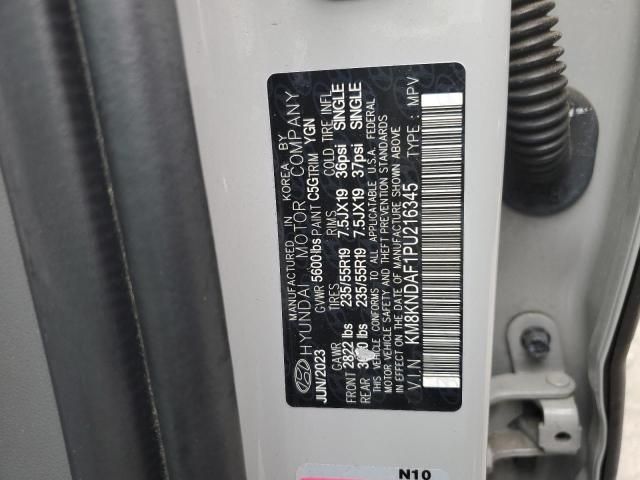 MANUFACTURED IN KOREA BY
HYUNDAI MOTOR COMPANY
JUN/2023 GVWR 5600lbs PAINT C5G TRIM YGN
GAWR TIRES RIMS COLD TIRE INFL
FRONT 2822 lbs 235/55R19 7.5JX19 36psi SINGLE
REAR lbs 235/55R19 7.5JX19 37psi SINGLE
THIS VEHICLE CONFORMS TO ALL APPLICABLE U.S.A. FEDERAL
MOTOR VEHICLE SAFETY AND THEFT PREVENTION STANDARDS
IN EFFECT ON THE DATE OF MANUFACTURE SHOWN ABOVE
V.I.N KM8KNDAF1PU216345 TYPE : MPV
N10